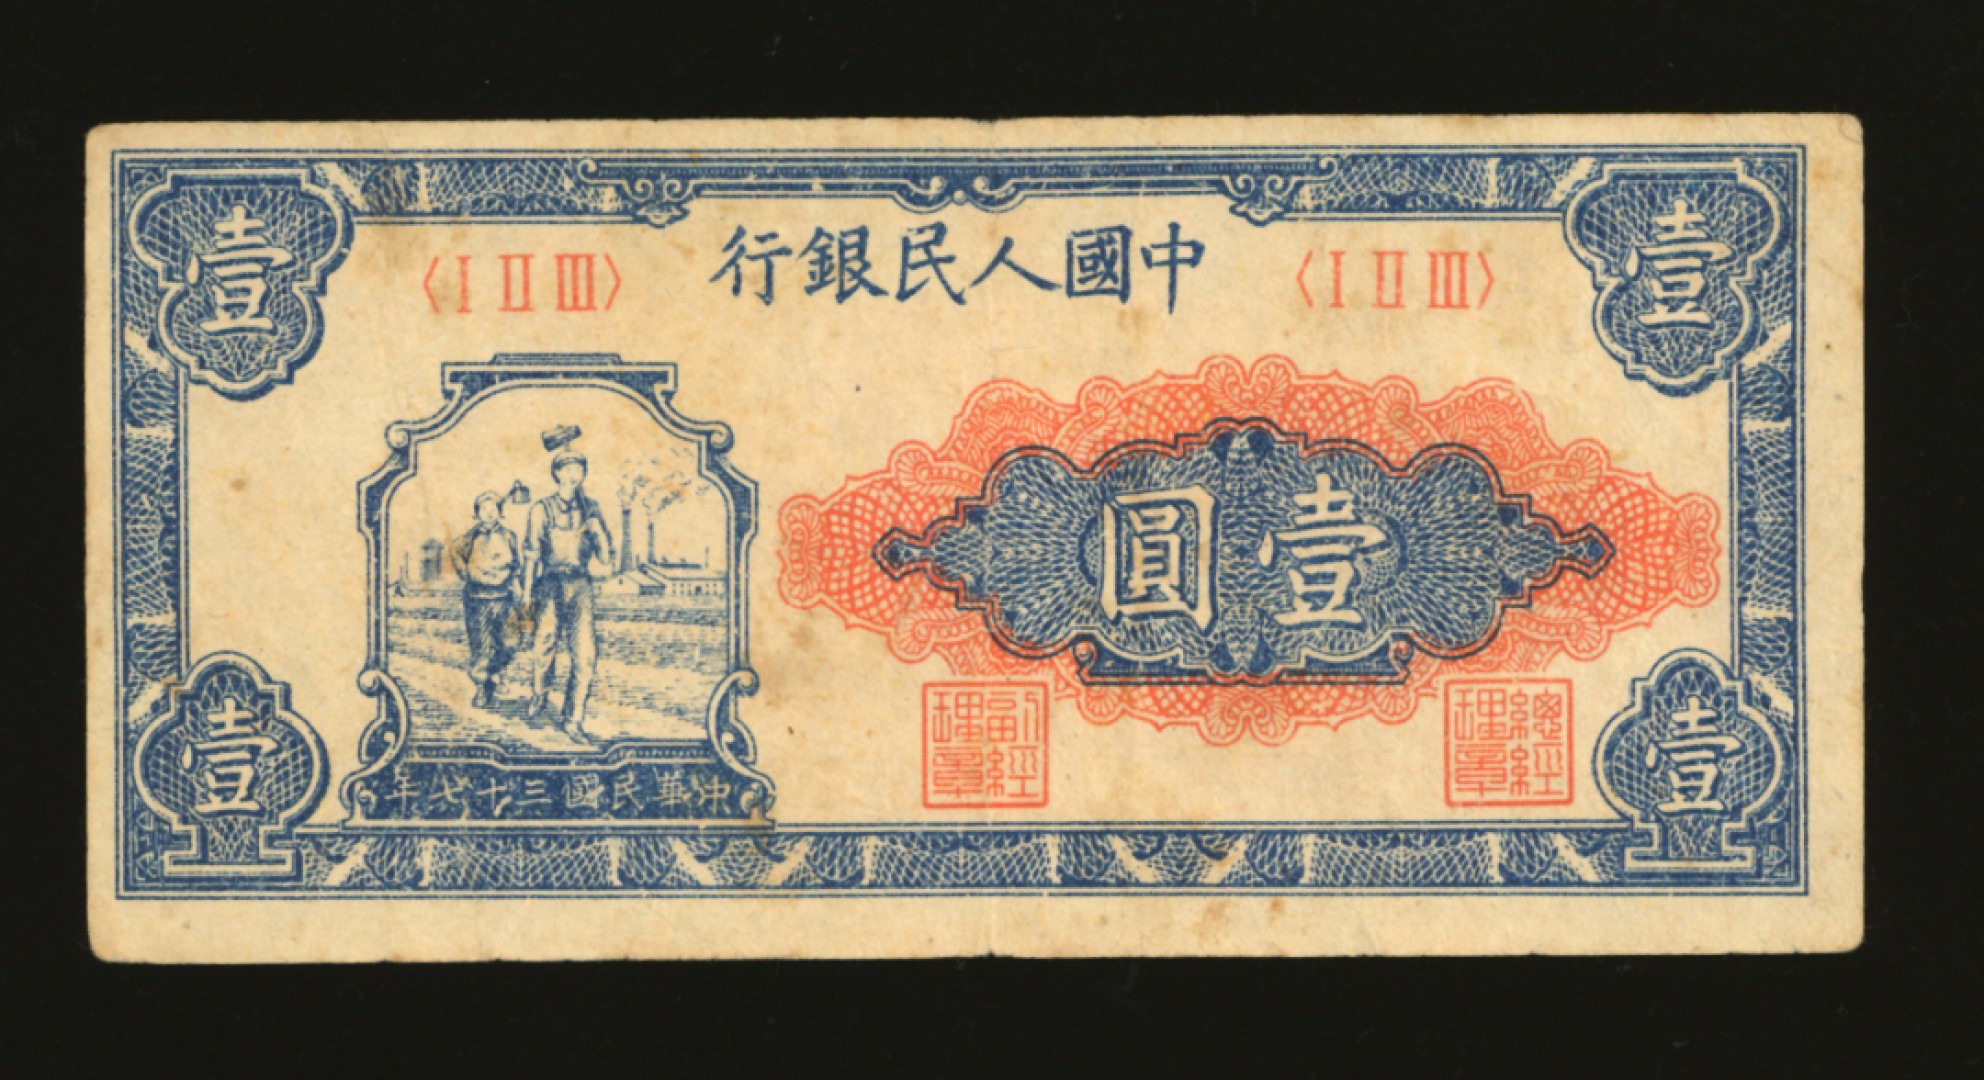 中國人民銀行
〈I II III〉
〈I II III〉
壹
壹
壹圓
總經理章
副經理章
中華民國三十七年
壹
壹